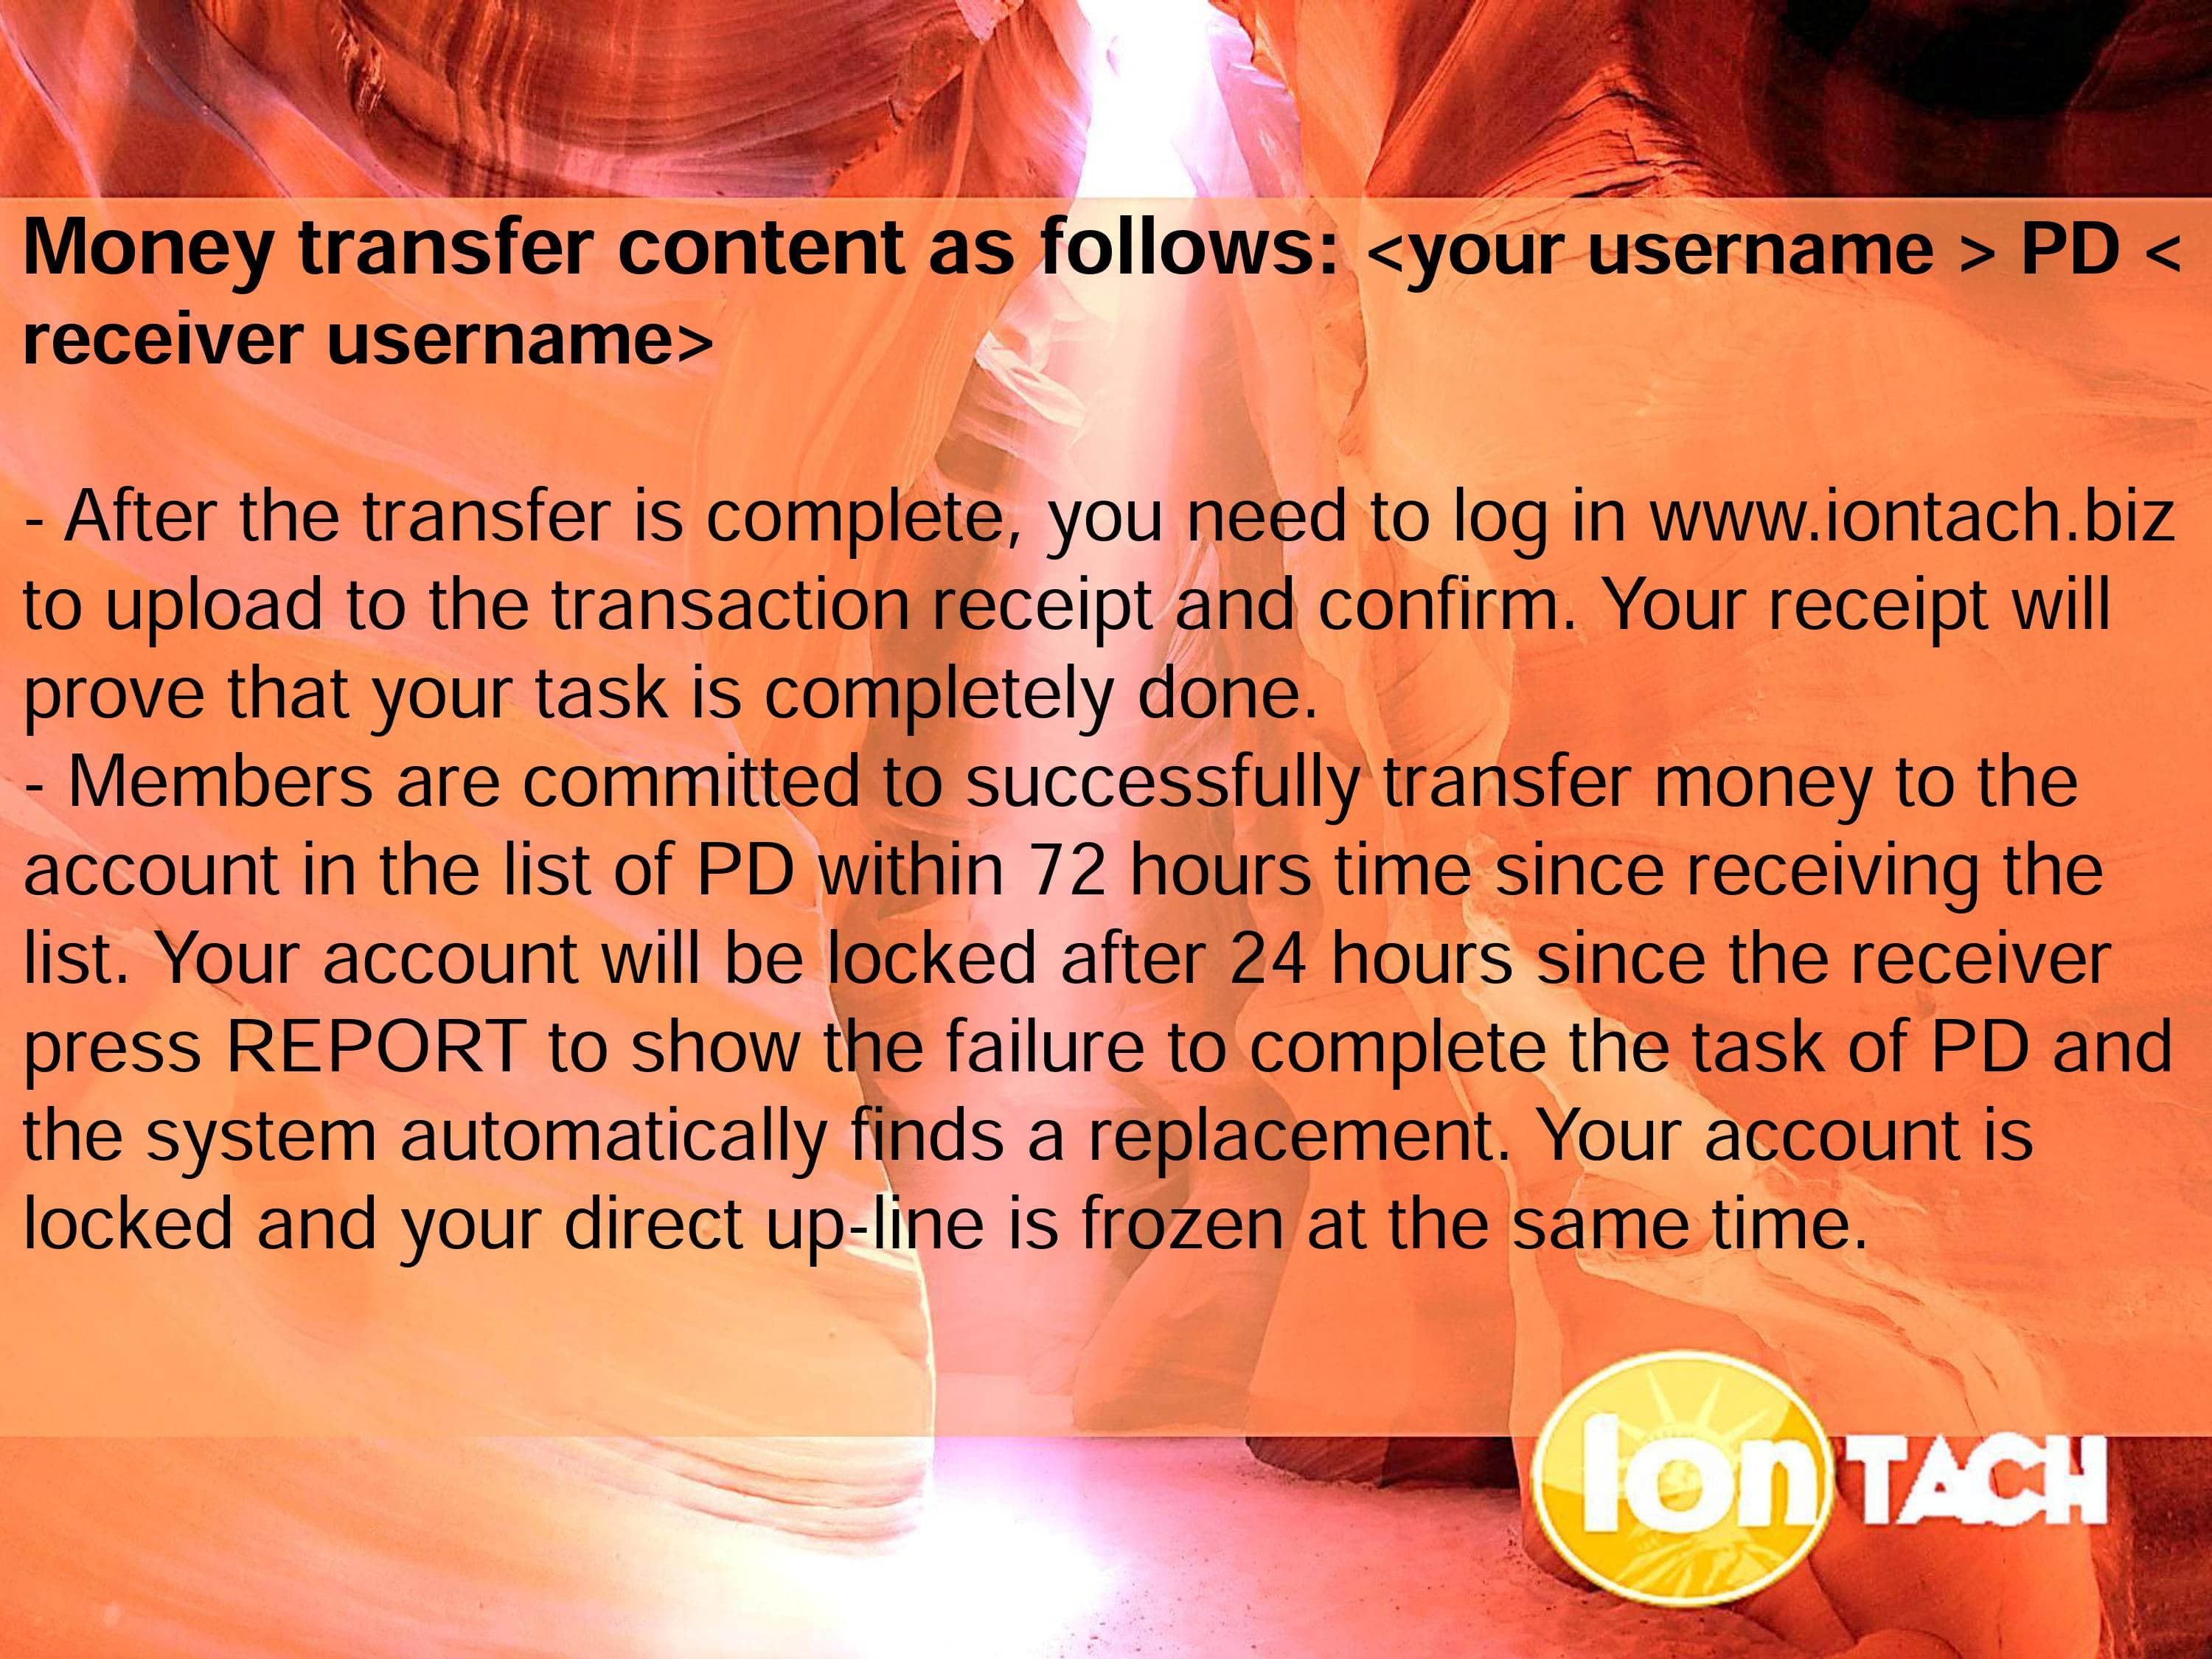 Money transfer content as follows: <your username > PD <
receiver username>
- After the transfer is complete, you need to log in www.iontach.biz
to upload to the transaction receipt and confirm. Your receipt will
prove that your task is completely done.
- Members are committed to successfully transfer money to the
account in the list of PD within 72 hours time since receiving the
list. Your account will be locked after 24 hours since the receiver
press REPORT to show the failure to complete the task of PD and
the system automatically finds a replacement. Your account is
locked and your direct up-line is frozen at the same time.
Ion TACH